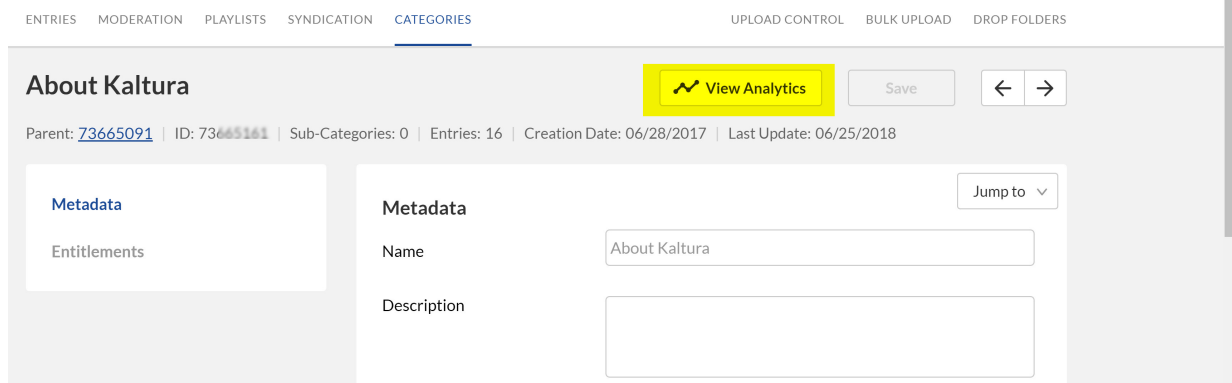 ENTRIES MODERATION PLAYLISTS SYNDICATION CATEGORIES UPLOAD CONTROL BULK UPLOAD DROP FOLDERS
About Kaltura View Analytics Save
Parent: 73665091 | ID: | Sub-Categories: 0 | Entries: 16 | Creation Date: 06/28/2017 | Last Update: 06/25/2018
Jump to
Metadata
Metadata
Name About Kaltura
Entitlements
Description